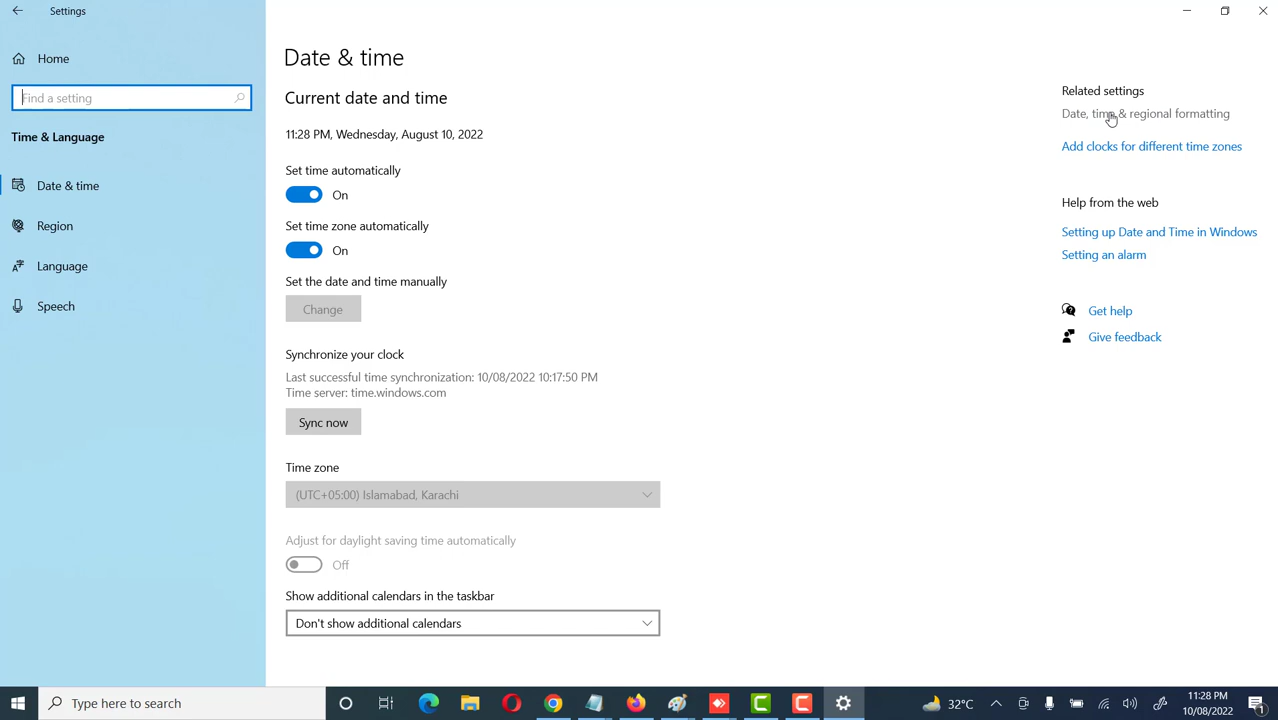 Settings
Home
Find a setting
Time & Language
Date & time
Region
Language
Speech
Date & time
Current date and time
11:28 PM, Wednesday, August 10, 2022
Set time automatically
On
Set time zone automatically
On
Set the date and time manually
Change
Synchronize your clock
Last successful time synchronization: 10/08/2022 10:17:50 PM
Time server: time.windows.com
Sync now
Time zone
(UTC+05:00) Islamabad, Karachi
Adjust for daylight saving time automatically
Off
Show additional calendars in the taskbar
Don't show additional calendars
Related settings
Date, time & regional formatting
Add clocks for different time zones
Help from the web
Setting up Date and Time in Windows
Setting an alarm
Get help
Give feedback
Type here to search
32°C
11:28 PM
10/08/2022
1